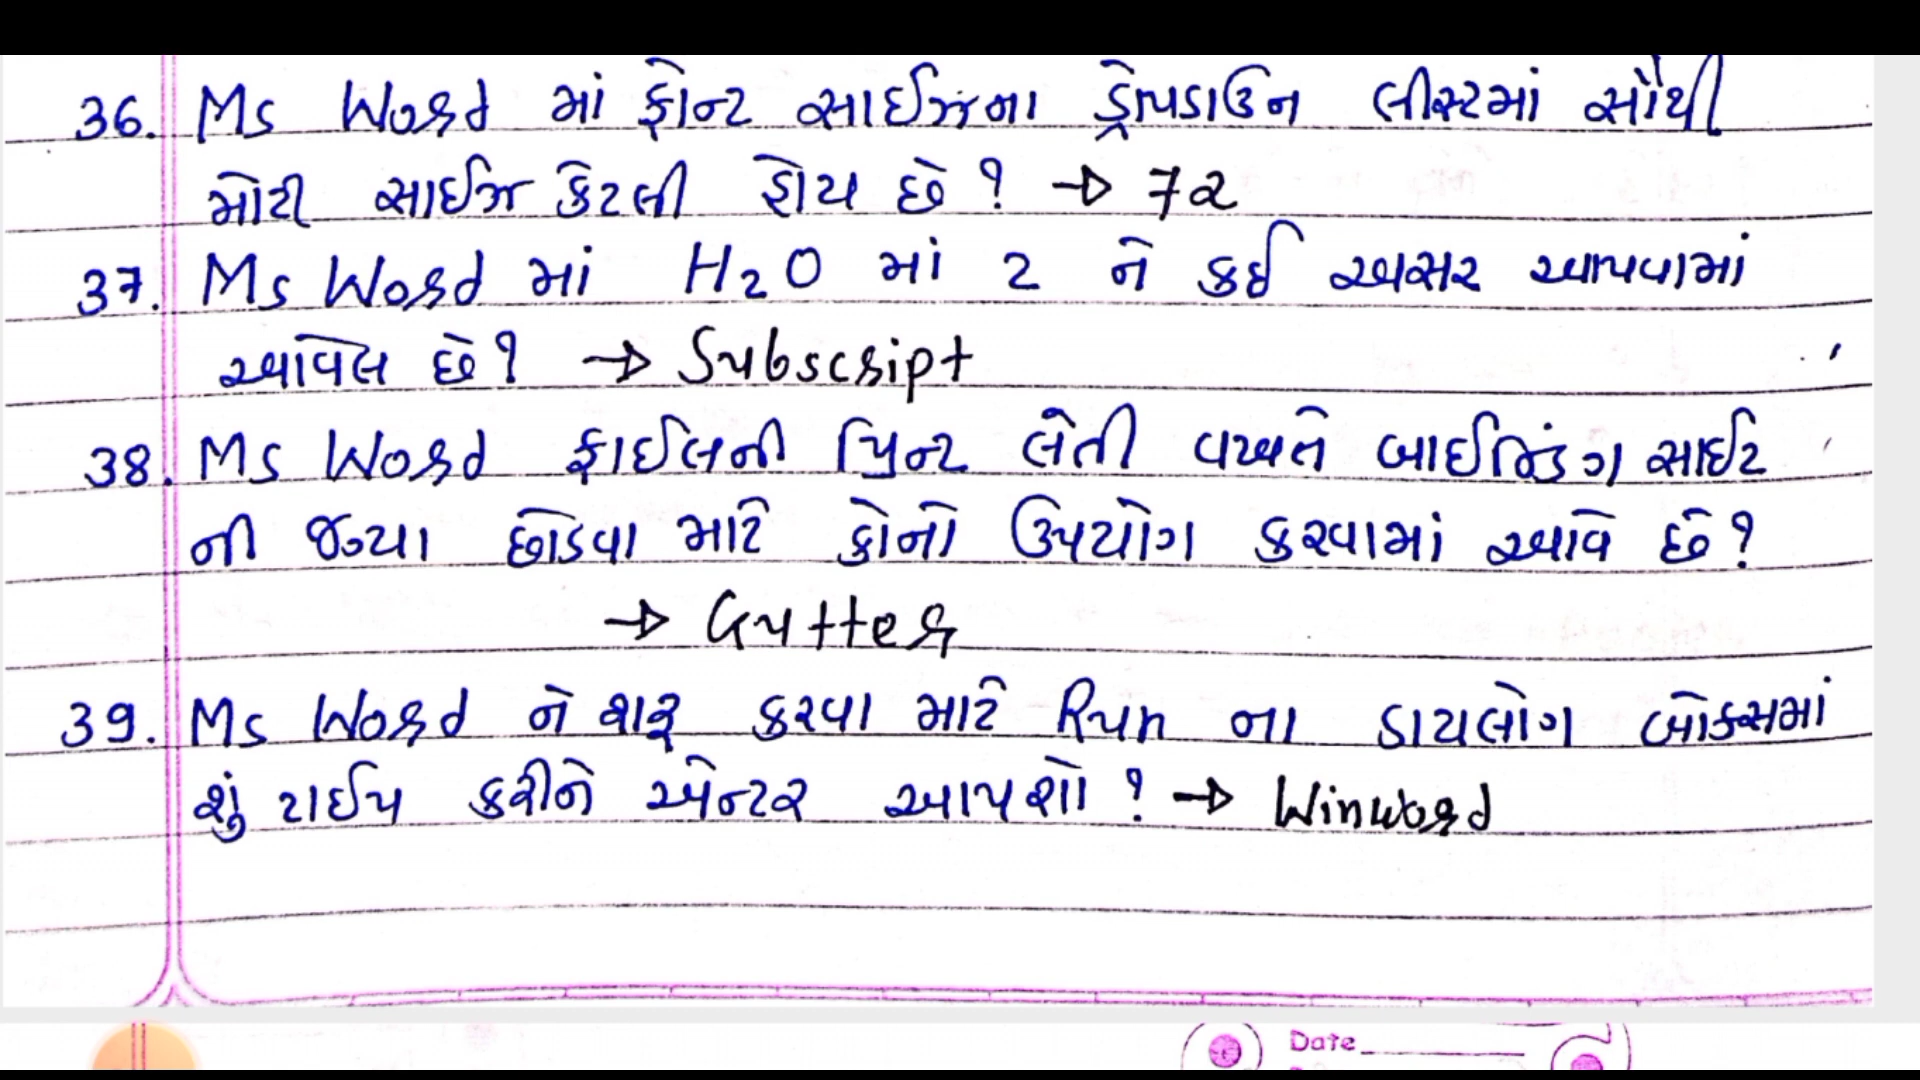 36. Ms Word માં ફોન્ટ સાઈઝના ડ્રોપડાઉન લીસ્ટમાં સૌથી
મોટી સાઈઝ કેટલી હોય છે? → 72
37. Ms Word માં H2O માં 2 ને કઈ અસર આપવામાં
આવેલ છે? → Subscript
38. Ms Word ફાઈલની પ્રિન્ટ લેતી વખતે બાઈન્ડિંગ સાઈટ
ની જગ્યા છોડવા માટે કોનો ઉપયોગ કરવામાં આવે છે?
→ Gutter
39. Ms Word ને શરૂ કરવા માટે Run ના ડાયલોગ બોક્સમાં
શું ટાઈપ કરીને એન્ટર આપશો? → Winword
Date